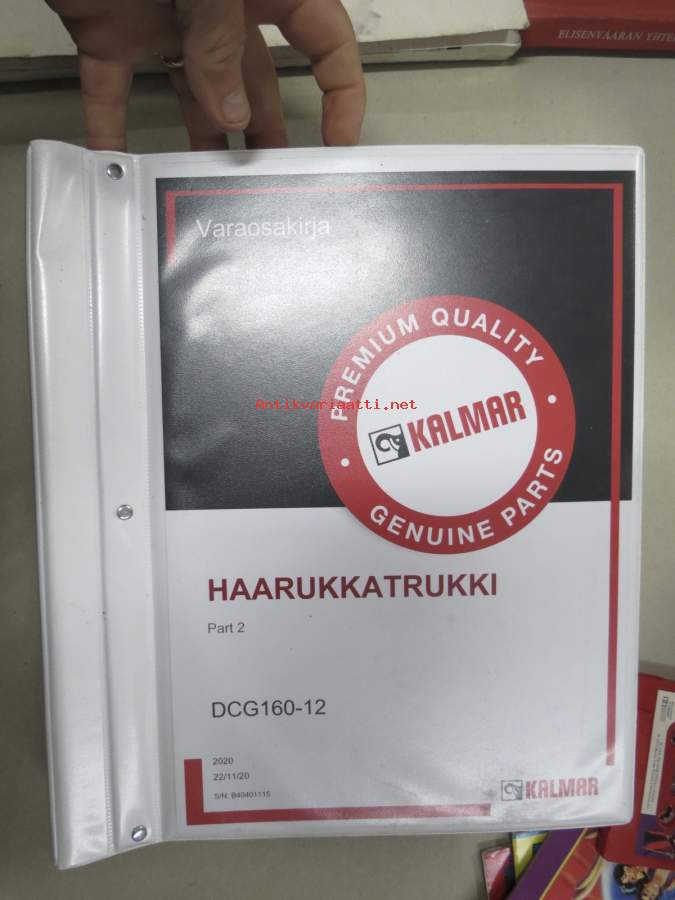 ELISENVAARAN YHTE
Varaosakirja
PREMIUM QUALITY
KALMAR
GENUINE PARTS
Antikvariaatti.net
HAARUKKATRUKKI
Part 2
DCG160-12
2020
22/11/20
S/N: B40401115
KALMAR